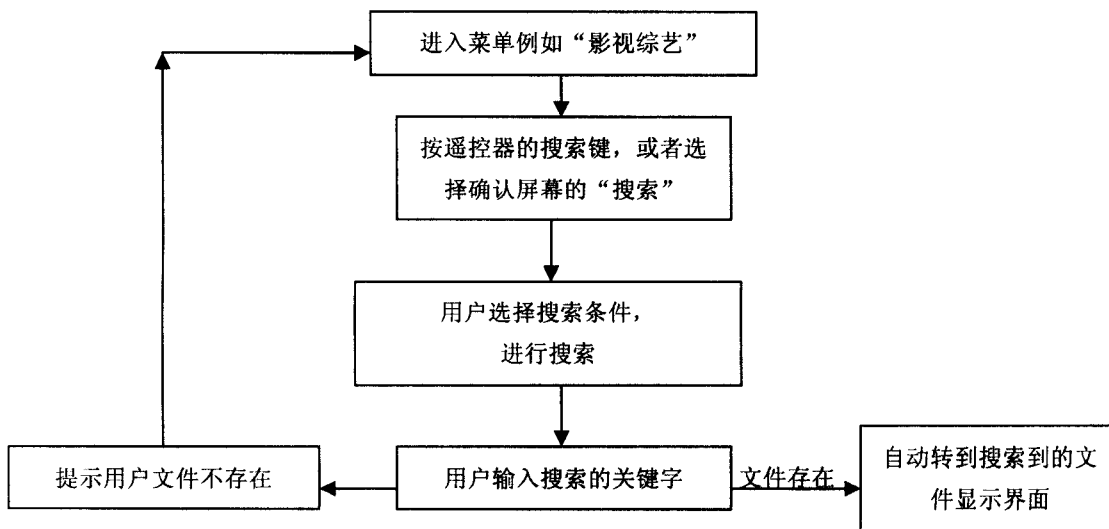 进入菜单例如“影视综艺”
按遥控器的搜索键，或者选
择确认屏幕的“搜索”
用户选择搜索条件，
进行搜索
提示用户文件不存在
用户输入搜索的关键字
文件存在
自动转到搜索到的文
件显示界面